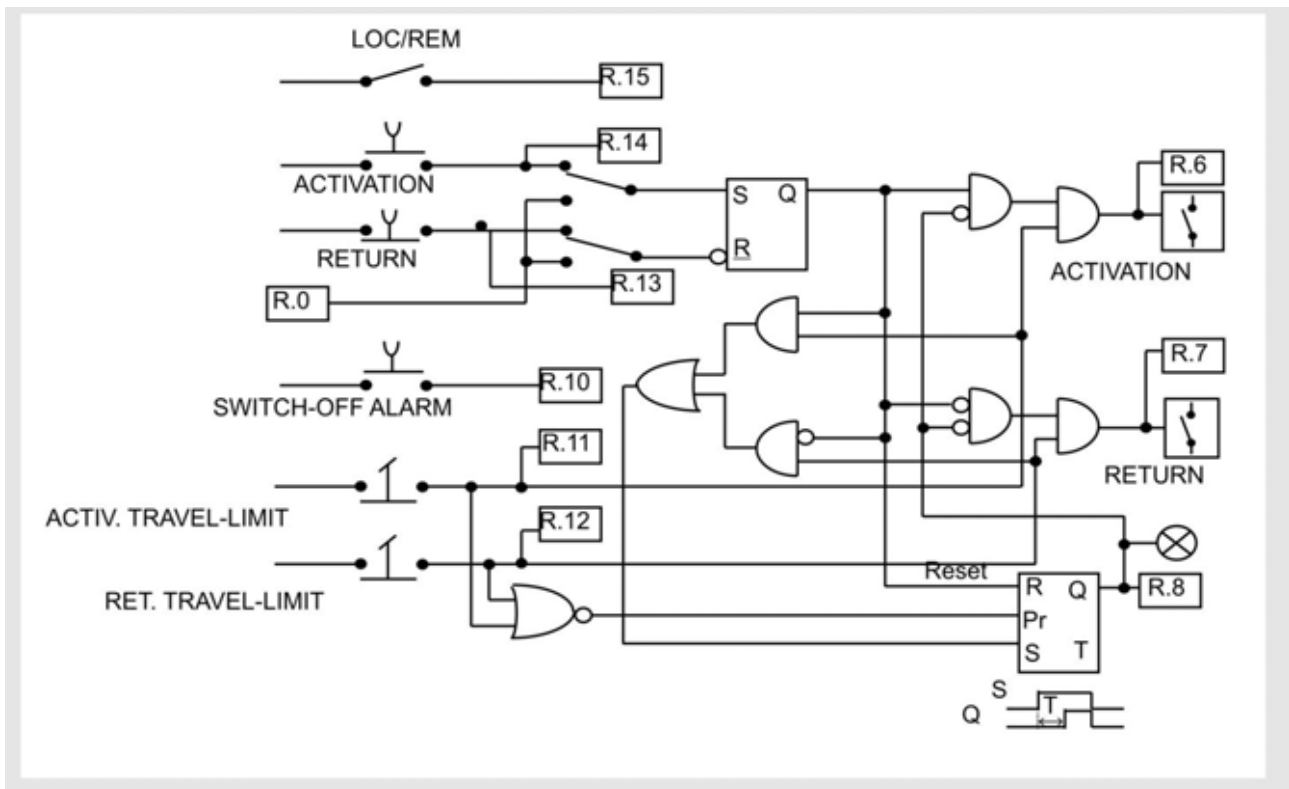 LOC/REM
R.15
R.14
ACTIVATION
RETURN
R.13
R.0
S Q
R
R.6
ACTIVATION
R.7
RETURN
R.10
SWITCH-OFF ALARM
R.11
ACTIV. TRAVEL-LIMIT
R.12
RET. TRAVEL-LIMIT
Reset
R Q
Pr
S T
R.8
S
T
Q